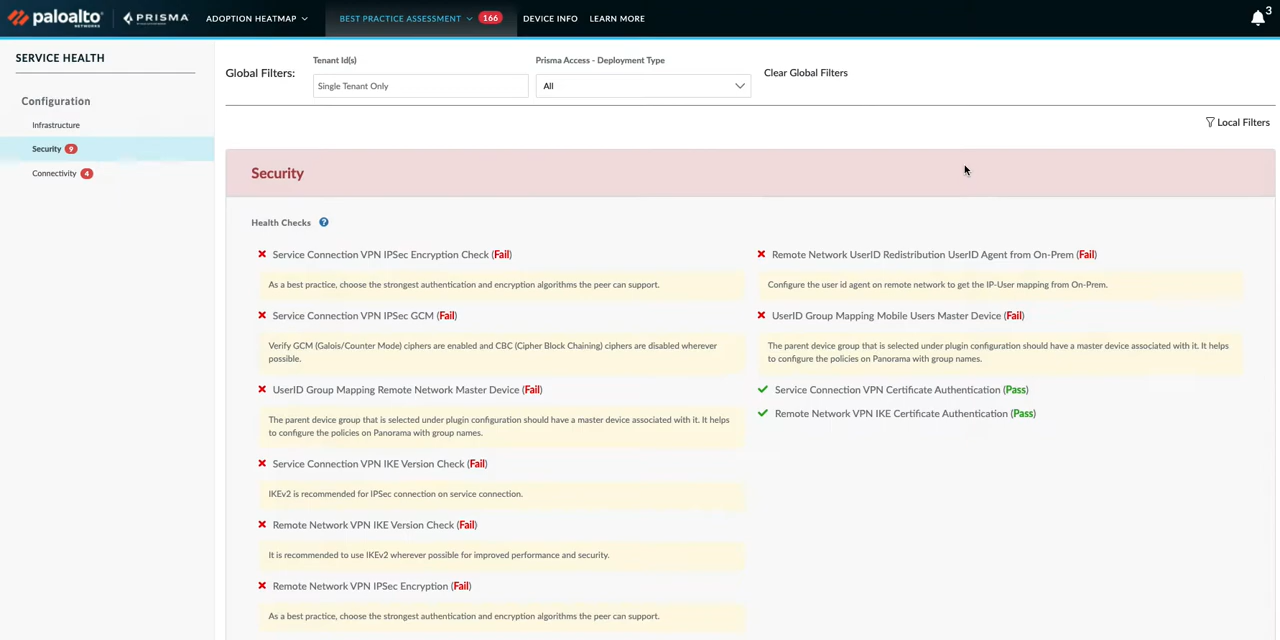 paloalto
NETWORKS
PRISMA
ADOPTION HEATMAP
BEST PRACTICE ASSESSMENT 166
DEVICE INFO
LEARN MORE
3
SERVICE HEALTH
Configuration
Infrastructure
Security 9
Connectivity 4
Global Filters:
Tenant Id(s)
Single Tenant Only
Prisma Access - Deployment Type
All
Clear Global Filters
Local Filters
Security
Health Checks ?
Service Connection VPN IPSec Encryption Check (Fail)
As a best practice, choose the strongest authentication and encryption algorithms the peer can support.
Service Connection VPN IPSec GCM (Fail)
Verify GCM (Galois/Counter Mode) ciphers are enabled and CBC (Cipher Block Chaining) ciphers are disabled wherever
possible.
UserID Group Mapping Remote Network Master Device (Fail)
The parent device group that is selected under plugin configuration should have a master device associated with it. It helps
to configure the policies on Panorama with group names.
Service Connection VPN IKE Version Check (Fail)
IKEv2 is recommended for IPSec connection on service connection.
Remote Network VPN IKE Version Check (Fail)
It is recommended to use IKEv2 wherever possible for improved performance and security.
Remote Network VPN IPSec Encryption (Fail)
As a best practice, choose the strongest authentication and encryption algorithms the peer can support.
Remote Network UserID Redistribution UserID Agent from On-Prem (Fail)
Configure the user id agent on remote network to get the IP-User mapping from On-Prem.
UserID Group Mapping Mobile Users Master Device (Fail)
The parent device group that is selected under plugin configuration should have a master device associated with it. It helps
to configure the policies on Panorama with group names.
Service Connection VPN Certificate Authentication (Pass)
Remote Network VPN IKE Certificate Authentication (Pass)